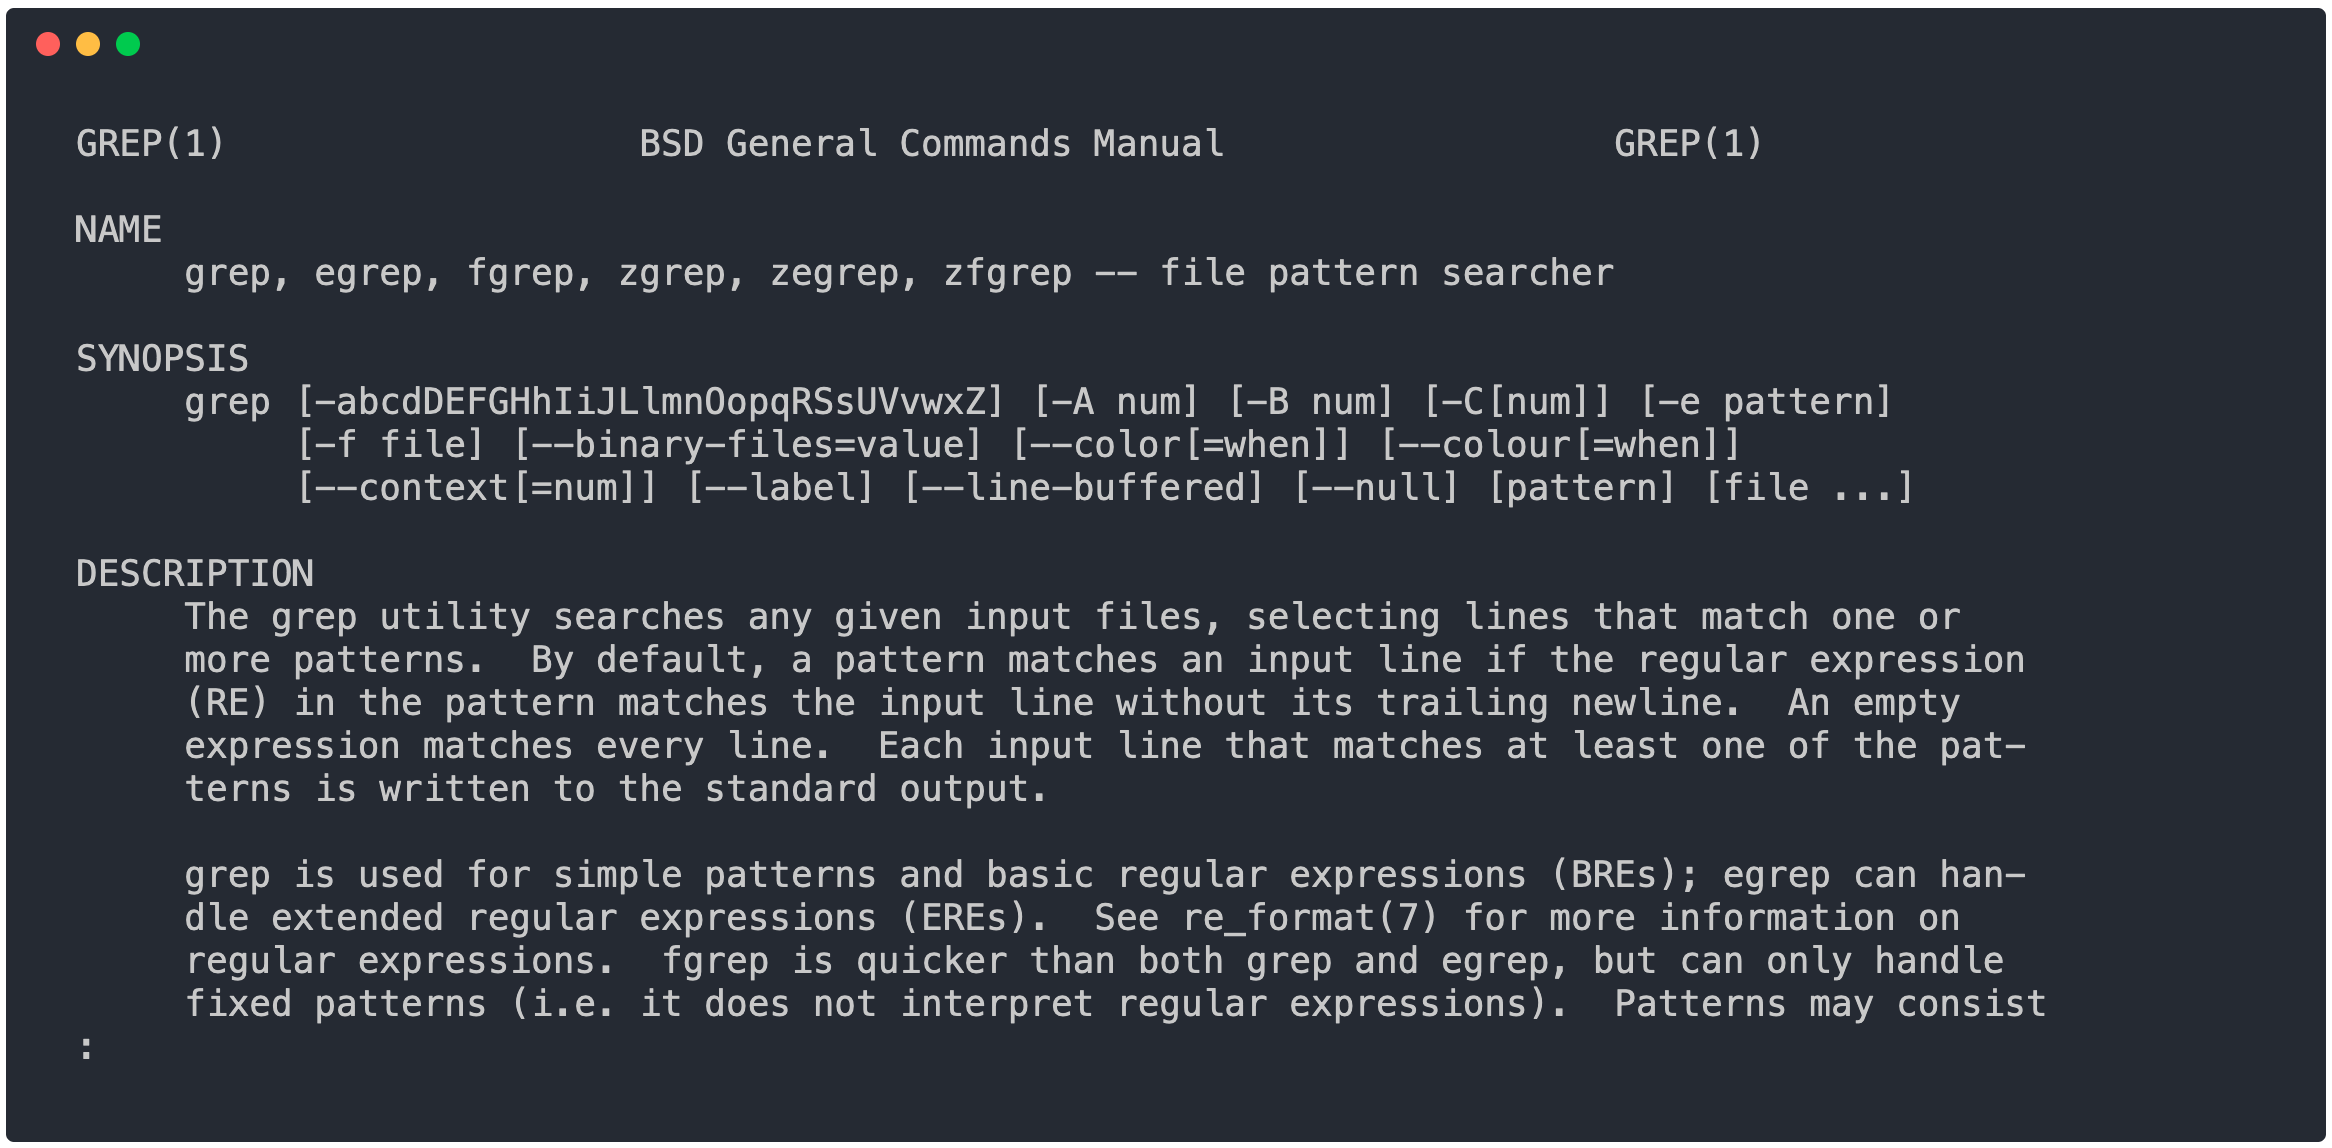 GREP(1)                   BSD General Commands Manual                  GREP(1)
NAME
     grep, egrep, fgrep, zgrep, zegrep, zfgrep -- file pattern searcher
SYNOPSIS
     grep [-abcdDEFGHhIiJLlmnOopqRSsUVvwxZ] [-A num] [-B num] [-C[num]] [-e pattern]
          [-f file] [--binary-files=value] [--color[=when]] [--colour[=when]]
          [--context[=num]] [--label] [--line-buffered] [--null] [pattern] [file ...]
DESCRIPTION
     The grep utility searches any given input files, selecting lines that match one or
     more patterns.  By default, a pattern matches an input line if the regular expression
     (RE) in the pattern matches the input line without its trailing newline.  An empty
     expression matches every line.  Each input line that matches at least one of the pat-
     terns is written to the standard output.
     grep is used for simple patterns and basic regular expressions (BREs); egrep can han-
     dle extended regular expressions (EREs).  See re_format(7) for more information on
     regular expressions.  fgrep is quicker than both grep and egrep, but can only handle
     fixed patterns (i.e. it does not interpret regular expressions).  Patterns may consist
: